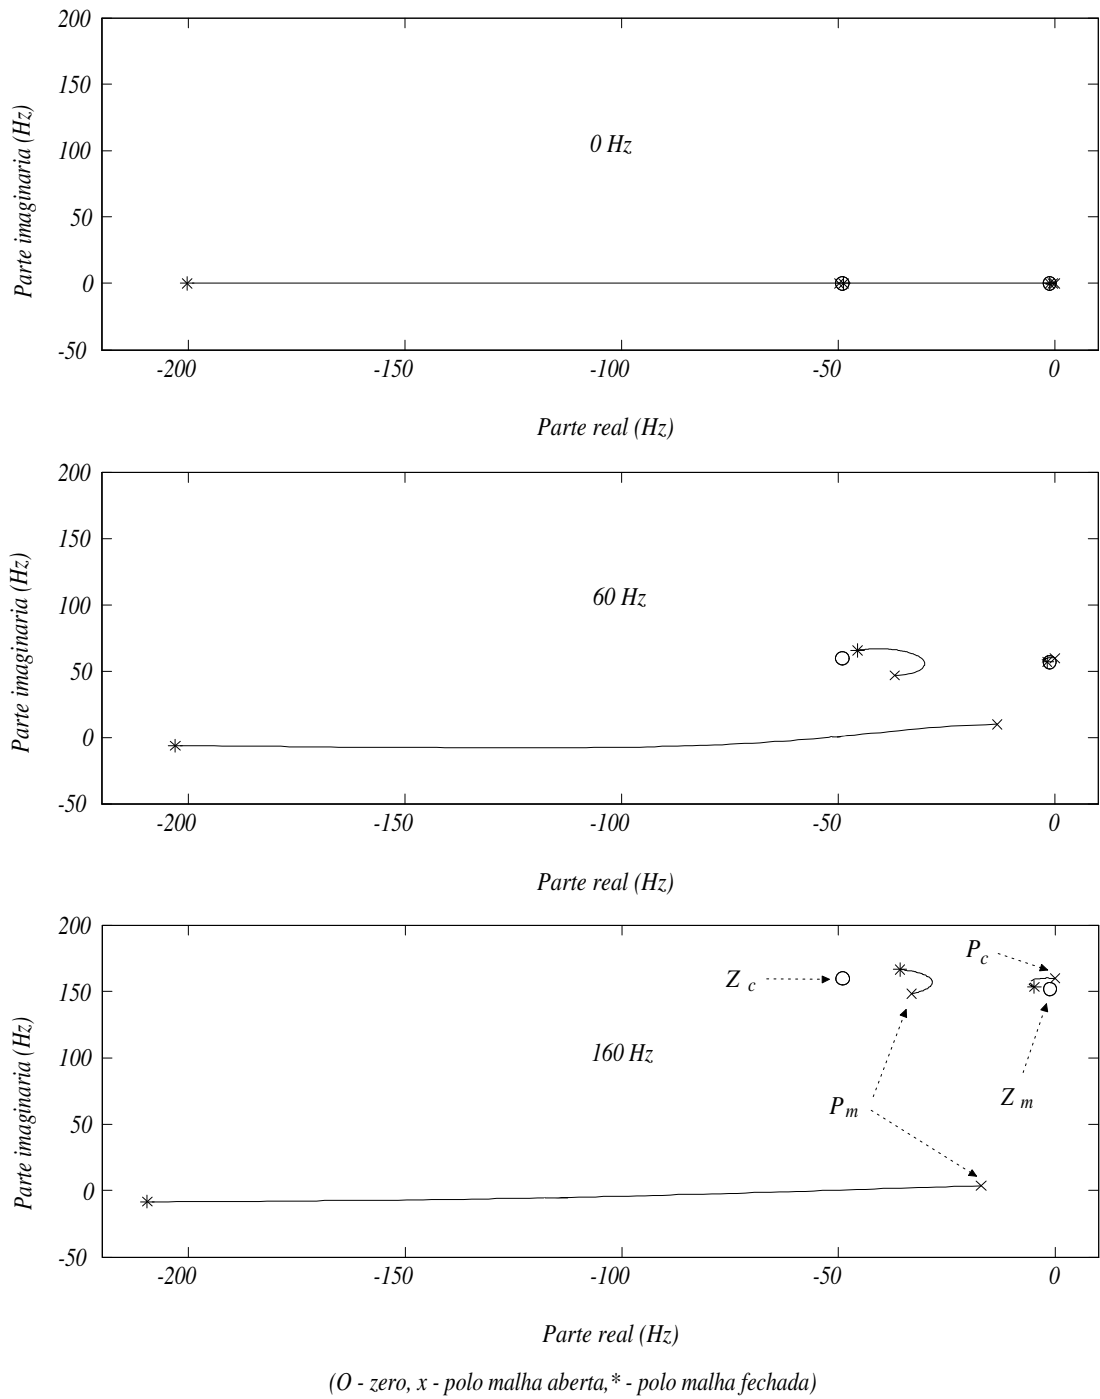 200
150
100
50
0
-50
Parte imaginaria (Hz)
0 Hz
-200 -150 -100 -50 0
Parte real (Hz)
200
150
100
50
0
-50
Parte imaginaria (Hz)
60 Hz
-200 -150 -100 -50 0
Parte real (Hz)
200
150
100
50
0
-50
Parte imaginaria (Hz)
P c
Z c
160 Hz
Z m
P m
-200 -150 -100 -50 0
Parte real (Hz)
(O - zero, x - polo malha aberta,* - polo malha fechada)